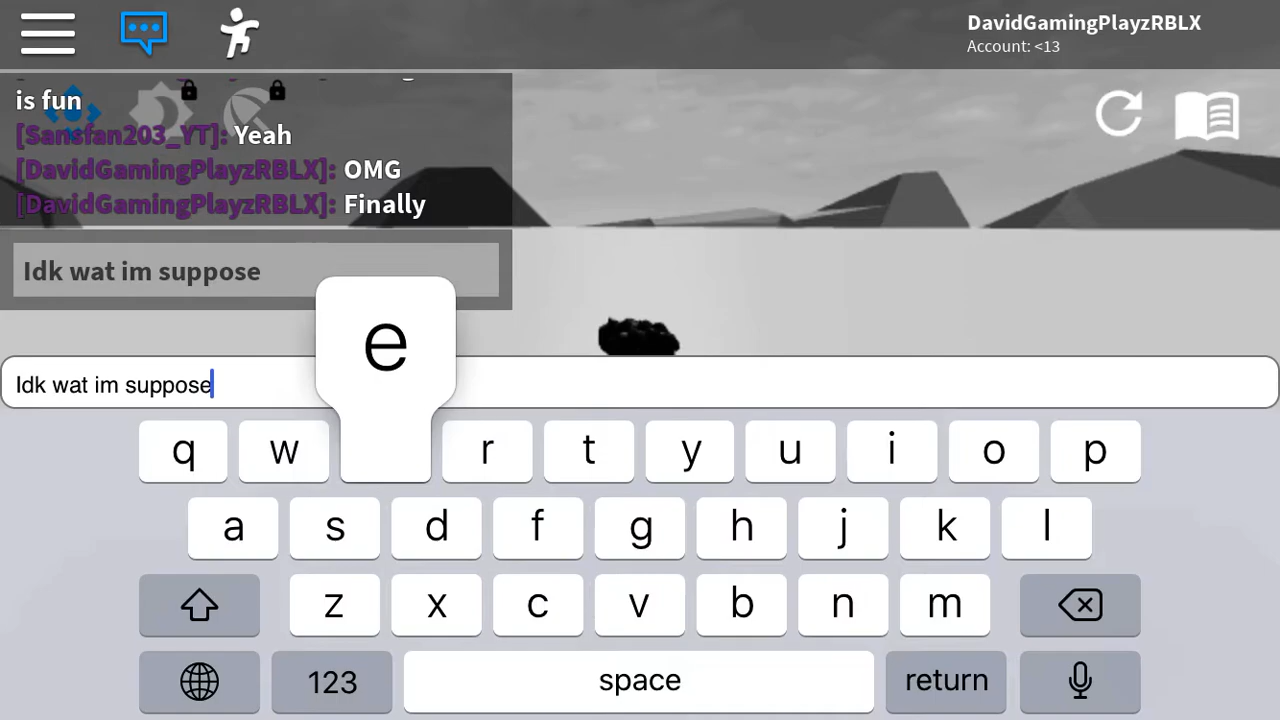 DavidGamingPlayzRBLX
Account: <13
is fun
[Sansfan203_YT]: Yeah
[DavidGamingPlayzRBLX]: OMG
[DavidGamingPlayzRBLX]: Finally
Idk wat im suppose
e
Idk wat im suppose
q w r t y u i o p
a s d f g h j k l
z x c v b n m
123 space return